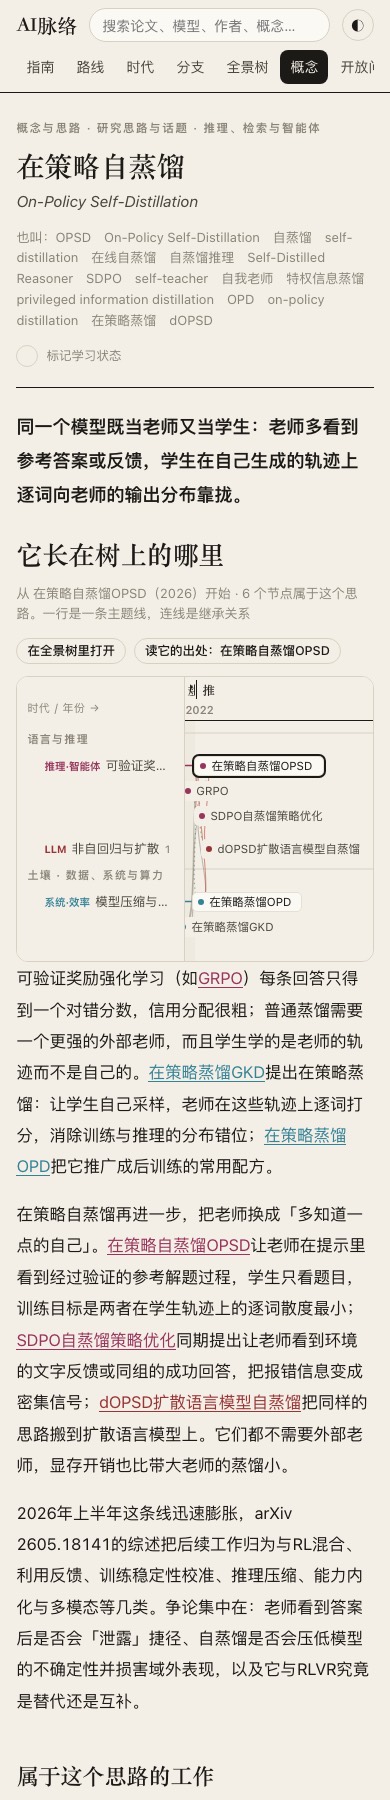 AI脉络
搜索论文、模型、作者、概念…
指南 路线 时代 分支 全景树 概念 开放
概念与思路 · 研究思路与话题 · 推理、检索与智能体
在策略自蒸馏
On-Policy Self-Distillation
也叫：OPSD On-Policy Self-Distillation 自蒸馏 self-
distillation 在线自蒸馏 自蒸馏推理 Self-Distilled
Reasoner SDPO self-teacher 自我老师 特权信息蒸馏
privileged information distillation OPD on-policy
distillation 在策略蒸馏 dOPSD
标记学习状态
同一个模型既当老师又当学生：老师多看到
参考答案或反馈，学生在自己生成的轨迹上
逐词向老师的输出分布靠拢。
它长在树上的哪里
从 在策略自蒸馏OPSD（2026）开始 · 6 个节点属于这个思
路。一行是一条主题线，连线是继承关系
在全景树里打开 读它的出处：在策略自蒸馏OPSD
推
时代 / 年份 →
2022
语言与推理
推理·智能体 可验证奖… 在策略自蒸馏OPSD
GRPO
SDPO自蒸馏策略优化
LLM 非自回归与扩散 1 dOPSD扩散语言模型自蒸馏
土壤 · 数据、系统与算力
系统·效率 模型压缩与… 在策略蒸馏OPD
在策略蒸馏GKD
可验证奖励强化学习（如GRPO）每条回答只得
到一个对错分数，信用分配很粗；普通蒸馏需要
一个更强的外部老师，而且学生学的是老师的轨
迹而不是自己的。在策略蒸馏GKD提出在策略蒸
馏：让学生自己采样，老师在这些轨迹上逐词打
分，消除训练与推理的分布错位；在策略蒸馏
OPD把它推广成后训练的常用配方。
在策略自蒸馏再进一步，把老师换成「多知道一
点的自己」。在策略自蒸馏OPSD让老师在提示里
看到经过验证的参考解题过程，学生只看题目，
训练目标是两者在学生轨迹上的逐词散度最小；
SDPO自蒸馏策略优化同期提出让老师看到环境
的文字反馈或同组的成功回答，把报错信息变成
密集信号；dOPSD扩散语言模型自蒸馏把同样的
思路搬到扩散语言模型上。它们都不需要外部老
师，显存开销也比带大老师的蒸馏小。
2026年上半年这条线迅速膨胀，arXiv
2605.18141的综述把后续工作归为与RL混合、
利用反馈、训练稳定性校准、推理压缩、能力内
化与多模态等几类。争论集中在：老师看到答案
后是否会「泄露」捷径、自蒸馏是否会压低模型
的不确定性并损害域外表现，以及它与RLVR究竟
是替代还是互补。
属于这个思路的工作